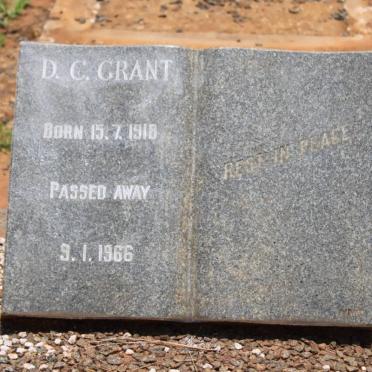 D. C. GRANT
BORN 15. 7. 1918
PASSED AWAY
9. 1. 1966
REST IN PEACE